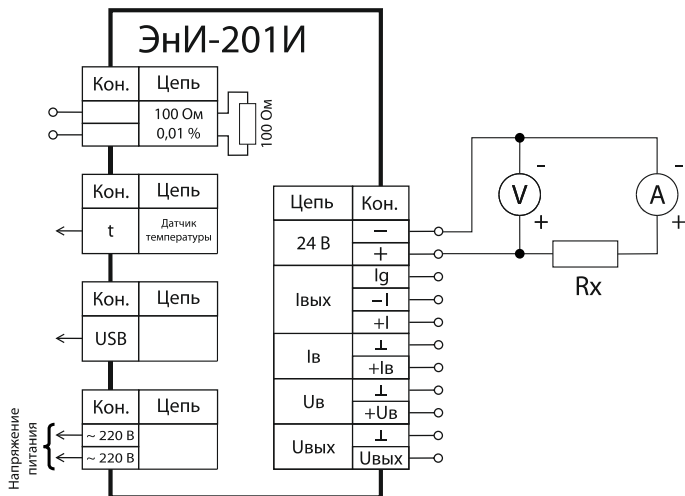 ЭнИ-201И
Кон. Цепь
100 Ом
0,01 %
100 Ом
Кон. Цепь
t Датчик температуры
Кон. Цепь
USB
Кон. Цепь
~ 220 В
~ 220 В
Напряжение
питания
Цепь Кон.
24 В
–
+
Iвых
Ig
–I
+I
Iв
⊥
+Iв
Uв
⊥
+Uв
Uвых
⊥
Uвых
V
–
+
A
–
+
Rx